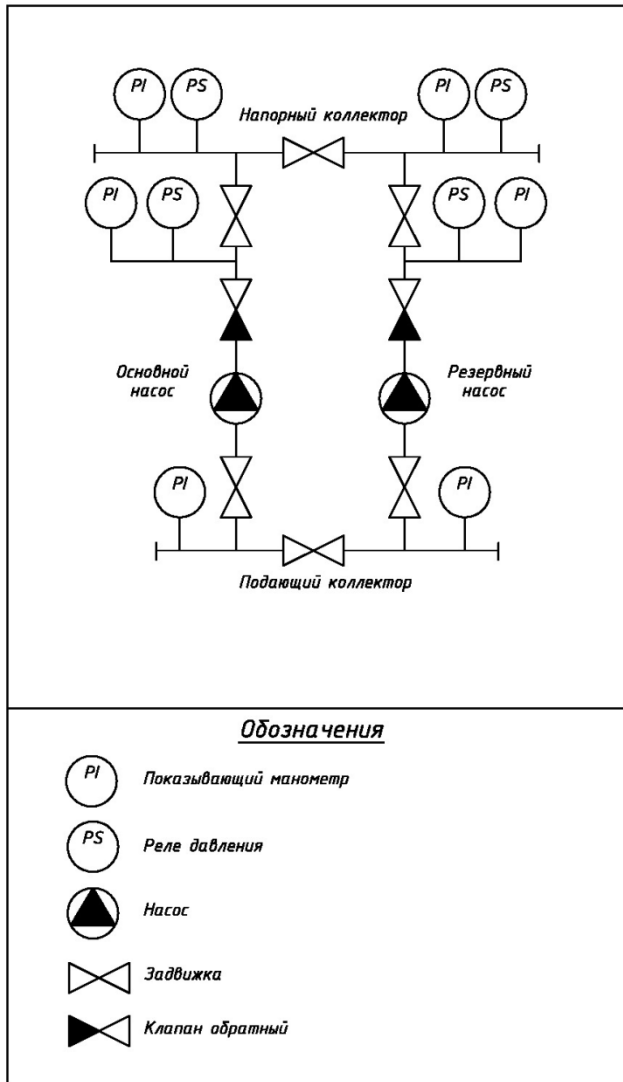 PI
PS
PI
PS
Напорный коллектор
PI
PS
PS
PI
Основной
насос
Резервный
насос
PI
PI
Подающий коллектор
Обозначения
PI
Показывающий манометр
PS
Реле давления
Насос
Задвижка
Клапан обратный